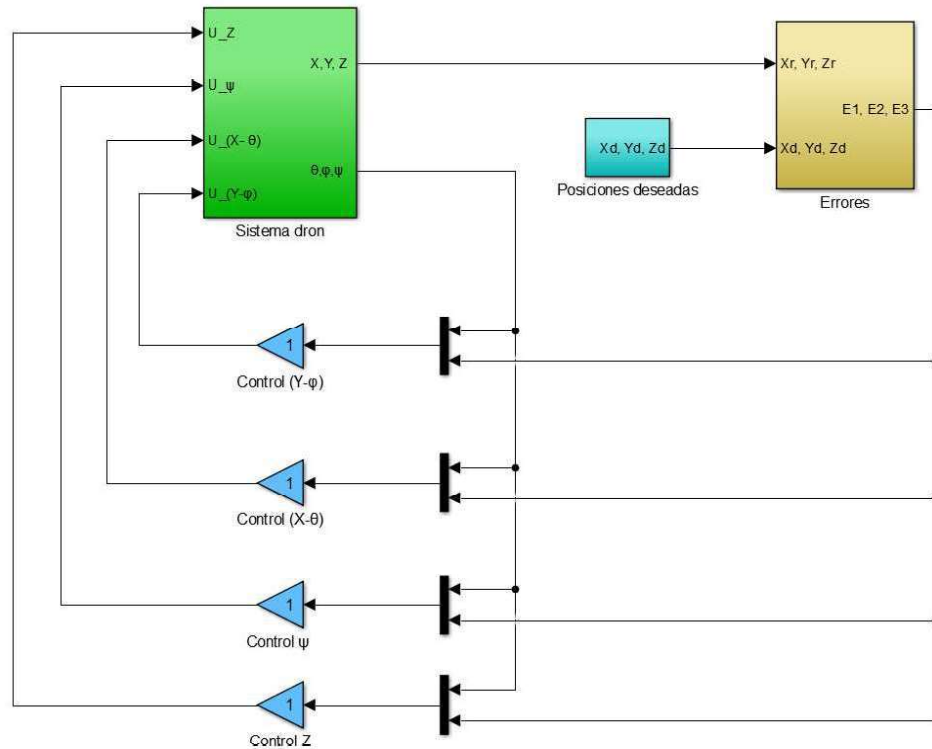 U_Z
U_ψ
U_(X- θ)
U_(Y-φ)
X,Y, Z
θ,φ,ψ
Sistema dron
Xd, Yd, Zd
Posiciones deseadas
Xr, Yr, Zr
E1, E2, E3
Xd, Yd, Zd
Errores
1
Control (Y-φ)
1
Control (X-θ)
1
Control ψ
1
Control Z